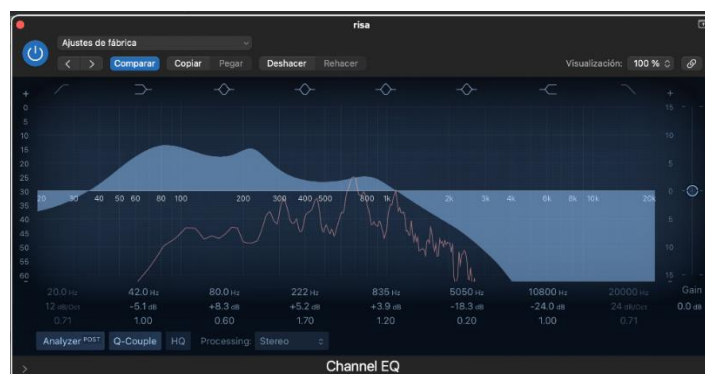 risa
Ajustes de fábrica
< > Comparar Copiar Pegar Deshacer Rehacer Visualización: 100 %
+ +
0 15
5
10 10
15
20 5
25
30 0
35
40 5
45
50 10
55
60 15
20 30 40 50 60 80 100 200 300 400 500 800 1k 2k 3k 4k 6k 8k 10k 20k
20.0 Hz 42.0 Hz 80.0 Hz 222 Hz 835 Hz 5050 Hz 10800 Hz 20000 Hz Gain
12 dB/Oct -5.1 dB +8.3 dB +5.2 dB +3.9 dB -18.3 dB -24.0 dB 24 dB/Oct 0.0 dB
0.71 1.00 0.60 1.70 1.20 0.20 1.00 0.71
Analyzer POST Q-Couple HQ Processing: Stereo
> Channel EQ